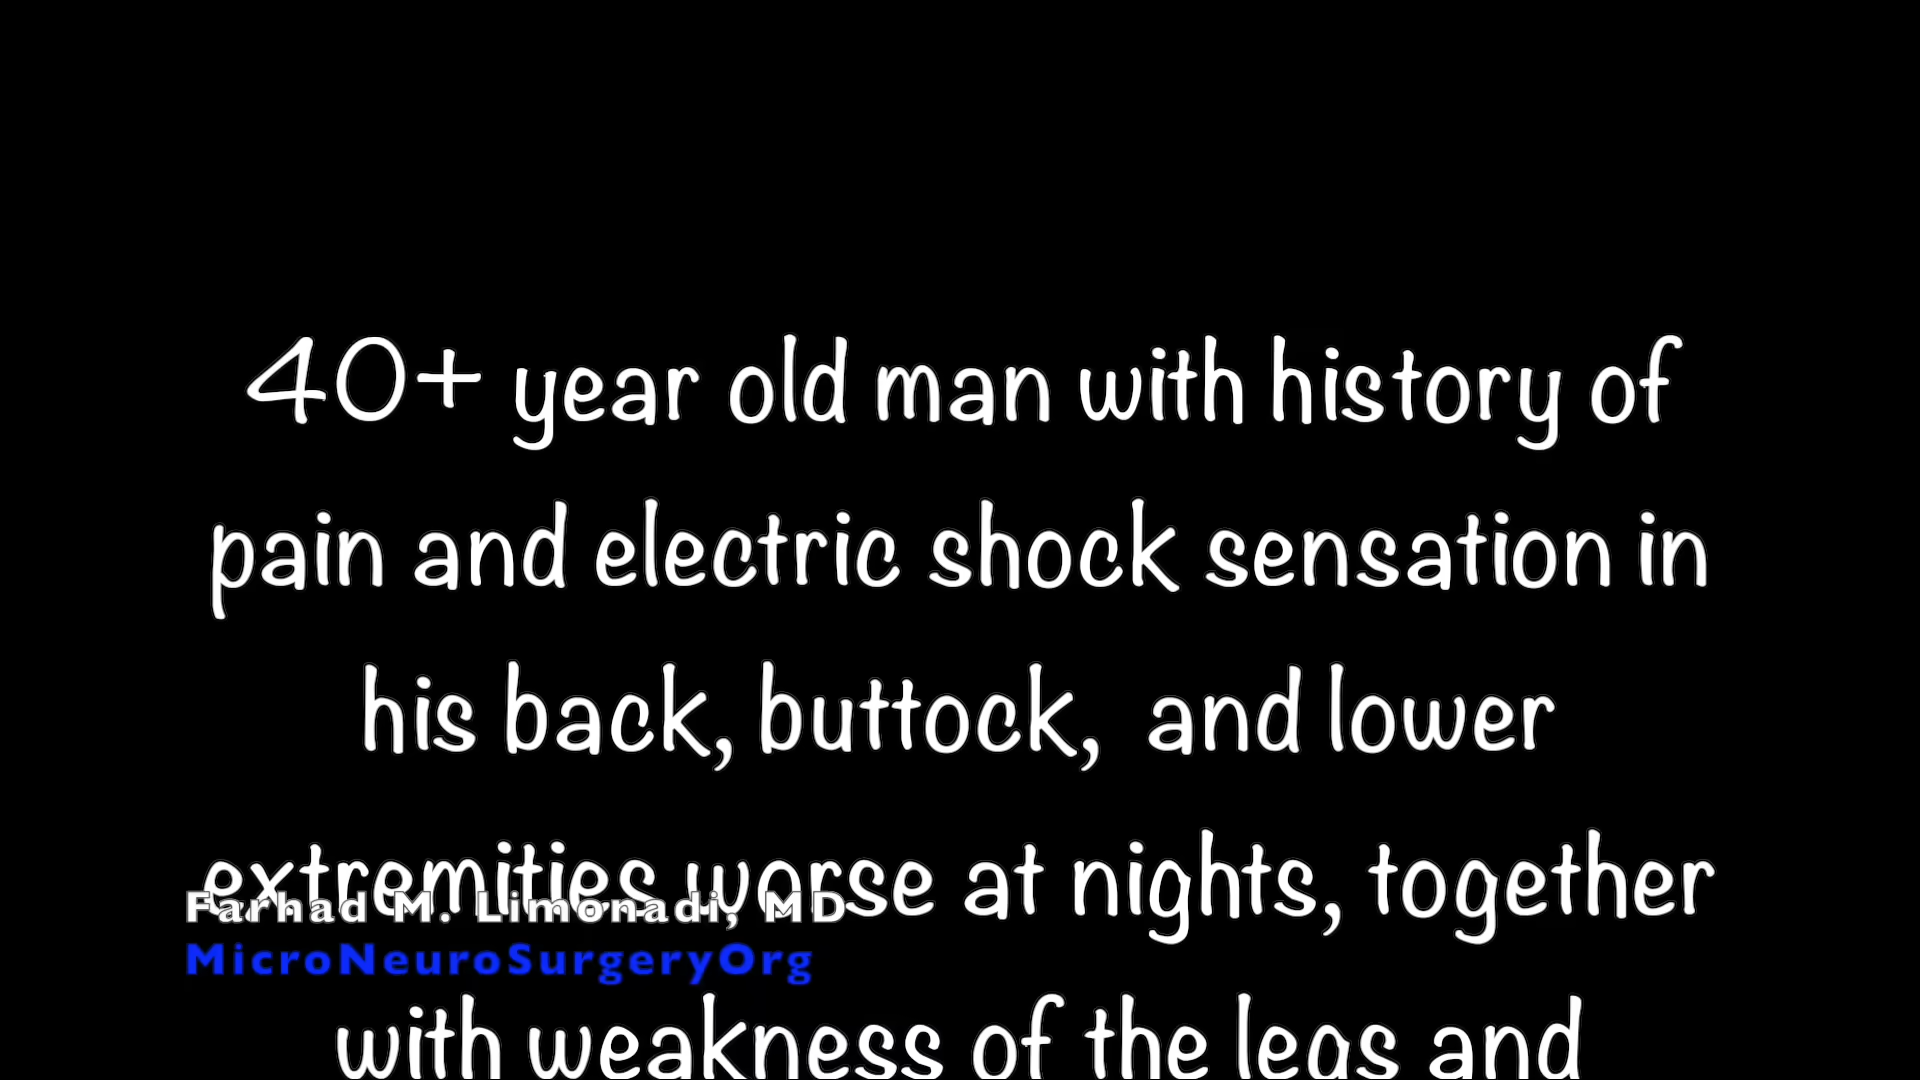 40+ year old man with history of
pain and electric shock sensation in
his back, buttock, and lower
extremities worse at nights, together
Farhad M. Limonadi, MD
MicroNeuroSurgeryOrg
with weakness of the legs and